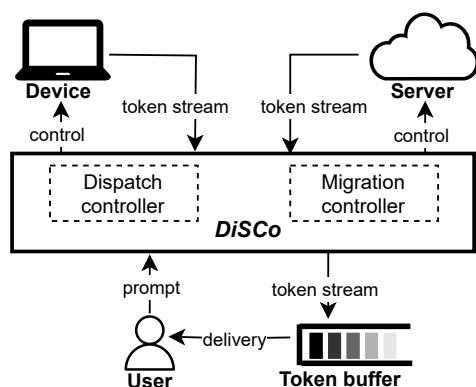 Device
Server
token stream
token stream
control
control
Dispatch
controller
Migration
controller
DiSCo
prompt
token stream
delivery
User
Token buffer